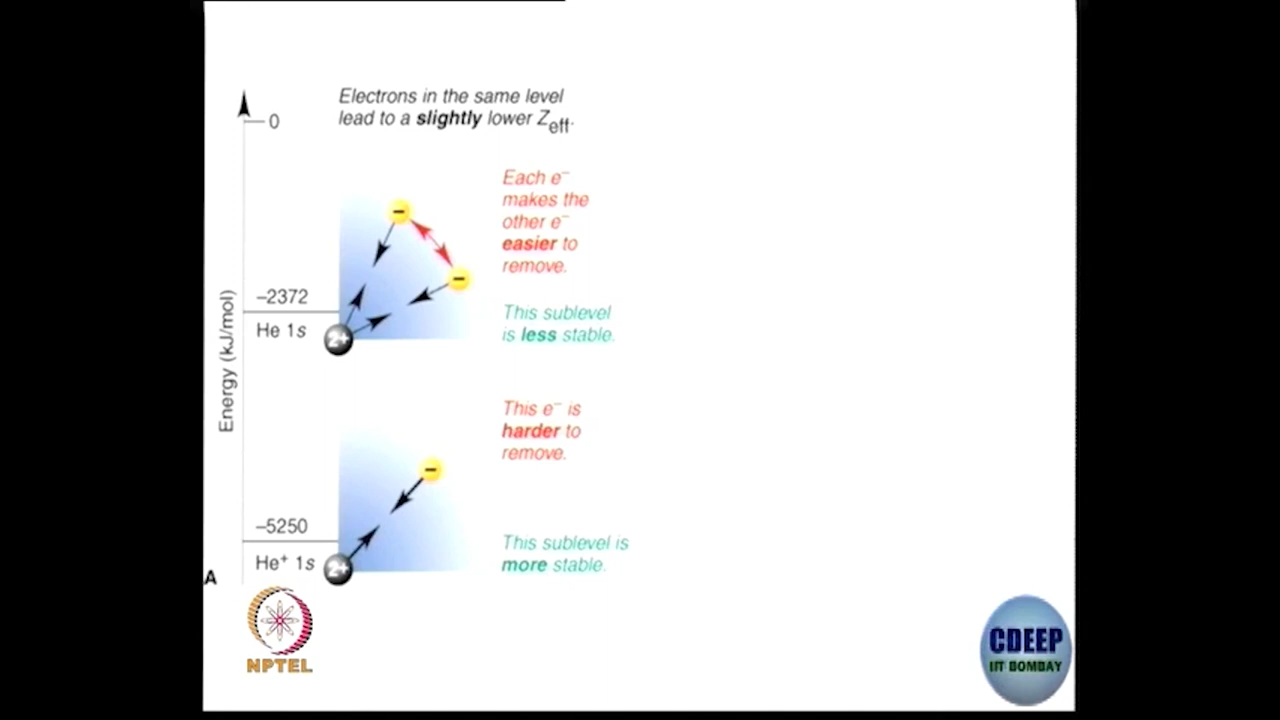 Electrons in the same level
lead to a slightly lower Zeff.
0
Each e−
makes the
other e−
easier to
remove.
−2372
He 1s
2+
This sublevel
is less stable.
Energy (kJ/mol)
This e− is
harder to
remove.
−5250
He+ 1s
2+
This sublevel is
more stable.
A
NPTEL
CDEEP
IIT BOMBAY